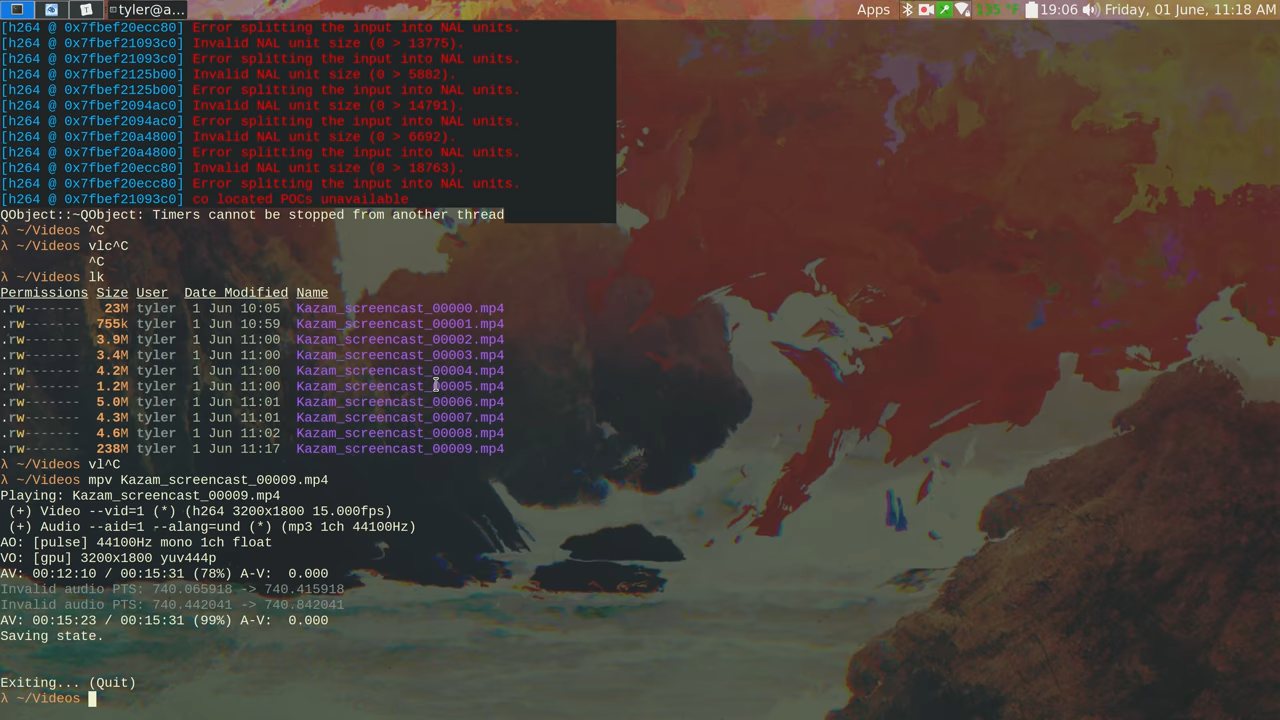 tyler@a... Apps 135 °F 19:06 Friday, 01 June, 11:18 AM
[h264 @ 0x7fbef20ecc80] Error splitting the input into NAL units.
[h264 @ 0x7fbef21093c0] Invalid NAL unit size (0 > 13775).
[h264 @ 0x7fbef21093c0] Error splitting the input into NAL units.
[h264 @ 0x7fbef2125b00] Invalid NAL unit size (0 > 5882).
[h264 @ 0x7fbef2125b00] Error splitting the input into NAL units.
[h264 @ 0x7fbef2094ac0] Invalid NAL unit size (0 > 14791).
[h264 @ 0x7fbef2094ac0] Error splitting the input into NAL units.
[h264 @ 0x7fbef20a4800] Invalid NAL unit size (0 > 6692).
[h264 @ 0x7fbef20a4800] Error splitting the input into NAL units.
[h264 @ 0x7fbef20ecc80] Invalid NAL unit size (0 > 18763).
[h264 @ 0x7fbef20ecc80] Error splitting the input into NAL units.
[h264 @ 0x7fbef21093c0] co located POCs unavailable
QObject::~QObject: Timers cannot be stopped from another thread
λ ~/Videos ^C
λ ~/Videos vlc^C
^C
λ ~/Videos lk
Permissions Size User Date Modified Name
.rw------- 23M tyler 1 Jun 10:05 Kazam_screencast_00000.mp4
.rw------- 755k tyler 1 Jun 10:59 Kazam_screencast_00001.mp4
.rw------- 3.9M tyler 1 Jun 11:00 Kazam_screencast_00002.mp4
.rw------- 3.4M tyler 1 Jun 11:00 Kazam_screencast_00003.mp4
.rw------- 4.2M tyler 1 Jun 11:00 Kazam_screencast_00004.mp4
.rw------- 1.2M tyler 1 Jun 11:00 Kazam_screencast_00005.mp4
.rw------- 5.0M tyler 1 Jun 11:01 Kazam_screencast_00006.mp4
.rw------- 4.3M tyler 1 Jun 11:01 Kazam_screencast_00007.mp4
.rw------- 4.6M tyler 1 Jun 11:02 Kazam_screencast_00008.mp4
.rw------- 238M tyler 1 Jun 11:17 Kazam_screencast_00009.mp4
λ ~/Videos vl^C
λ ~/Videos mpv Kazam_screencast_00009.mp4
Playing: Kazam_screencast_00009.mp4
(+) Video --vid=1 (*) (h264 3200x1800 15.000fps)
(+) Audio --aid=1 --alang=und (*) (mp3 1ch 44100Hz)
AO: [pulse] 44100Hz mono 1ch float
VO: [gpu] 3200x1800 yuv444p
AV: 00:12:10 / 00:15:31 (78%) A-V: 0.000
Invalid audio PTS: 740.065918 -> 740.415918
Invalid audio PTS: 740.442041 -> 740.842041
AV: 00:15:23 / 00:15:31 (99%) A-V: 0.000
Saving state.
Exiting... (Quit)
λ ~/Videos